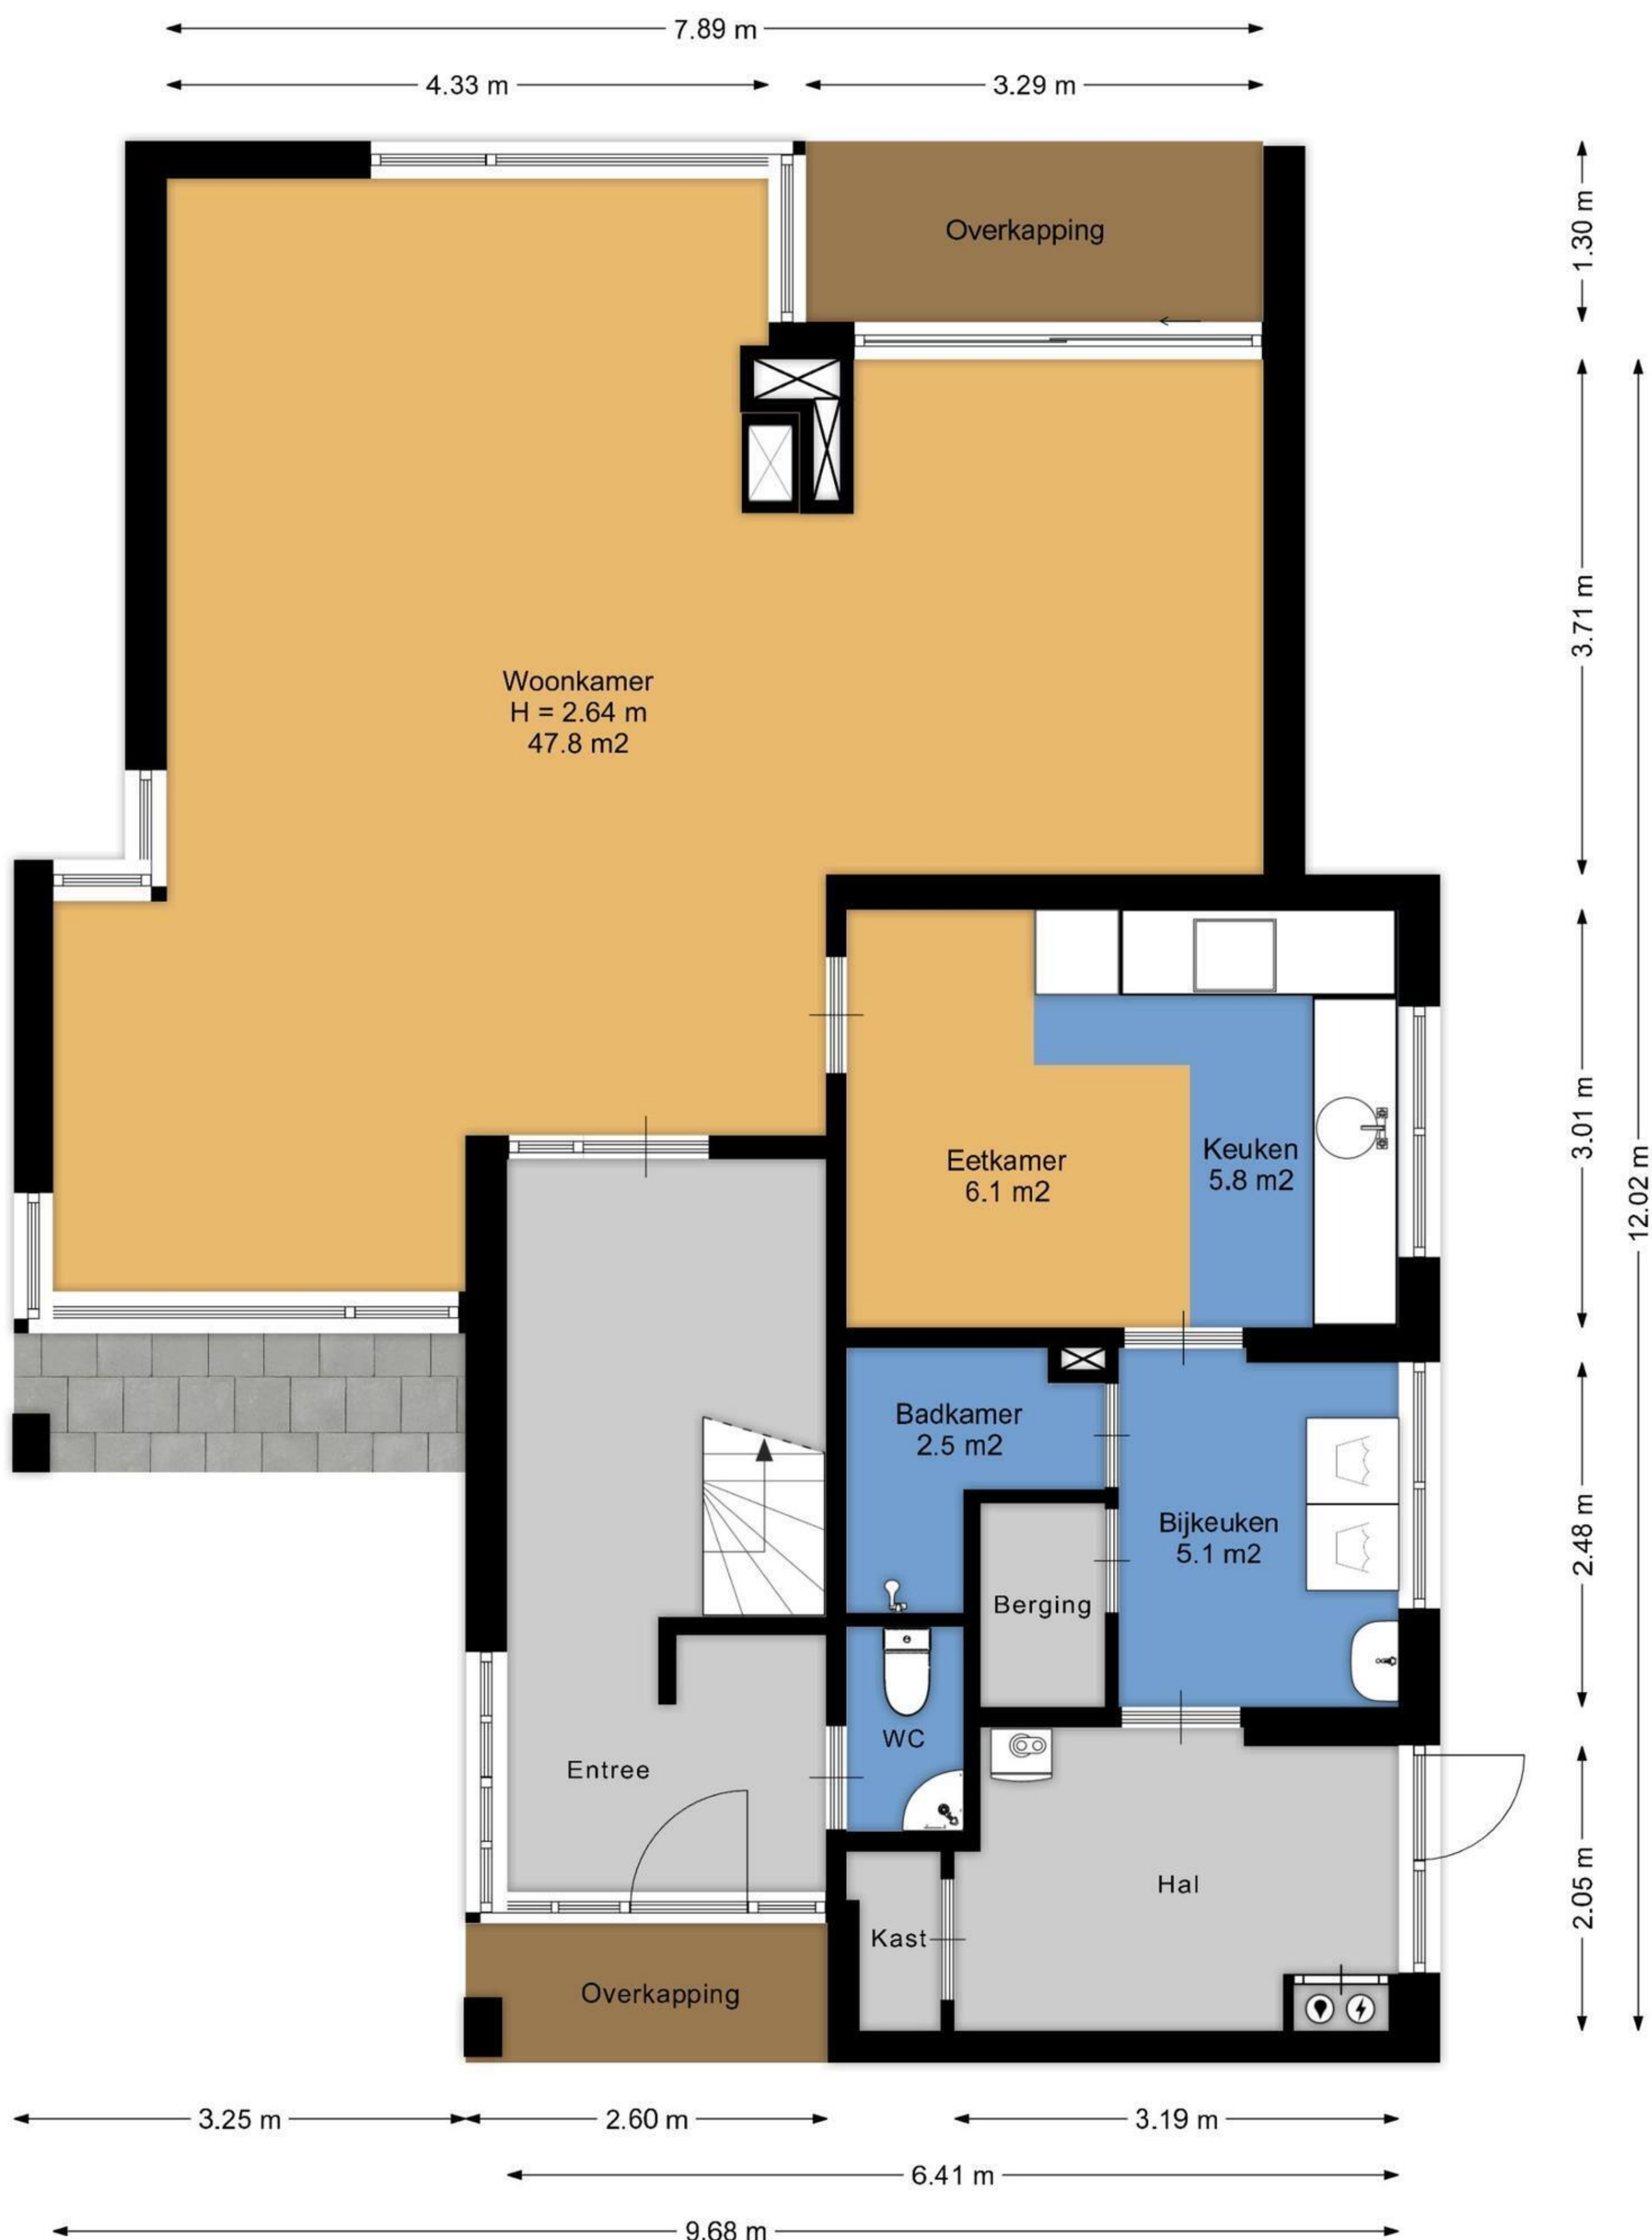 7.89 m
4.33 m
3.29 m
Overkapping
1.30 m
Woonkamer
H = 2.64 m
47.8 m2
3.71 m
Eetkamer
6.1 m2
Keuken
5.8 m2
3.01 m
12.02 m
Badkamer
2.5 m2
Bijkeuken
5.1 m2
Berging
2.48 m
WC
Entree
Hal
Kast
2.05 m
Overkapping
3.25 m
2.60 m
3.19 m
6.41 m
9.68 m